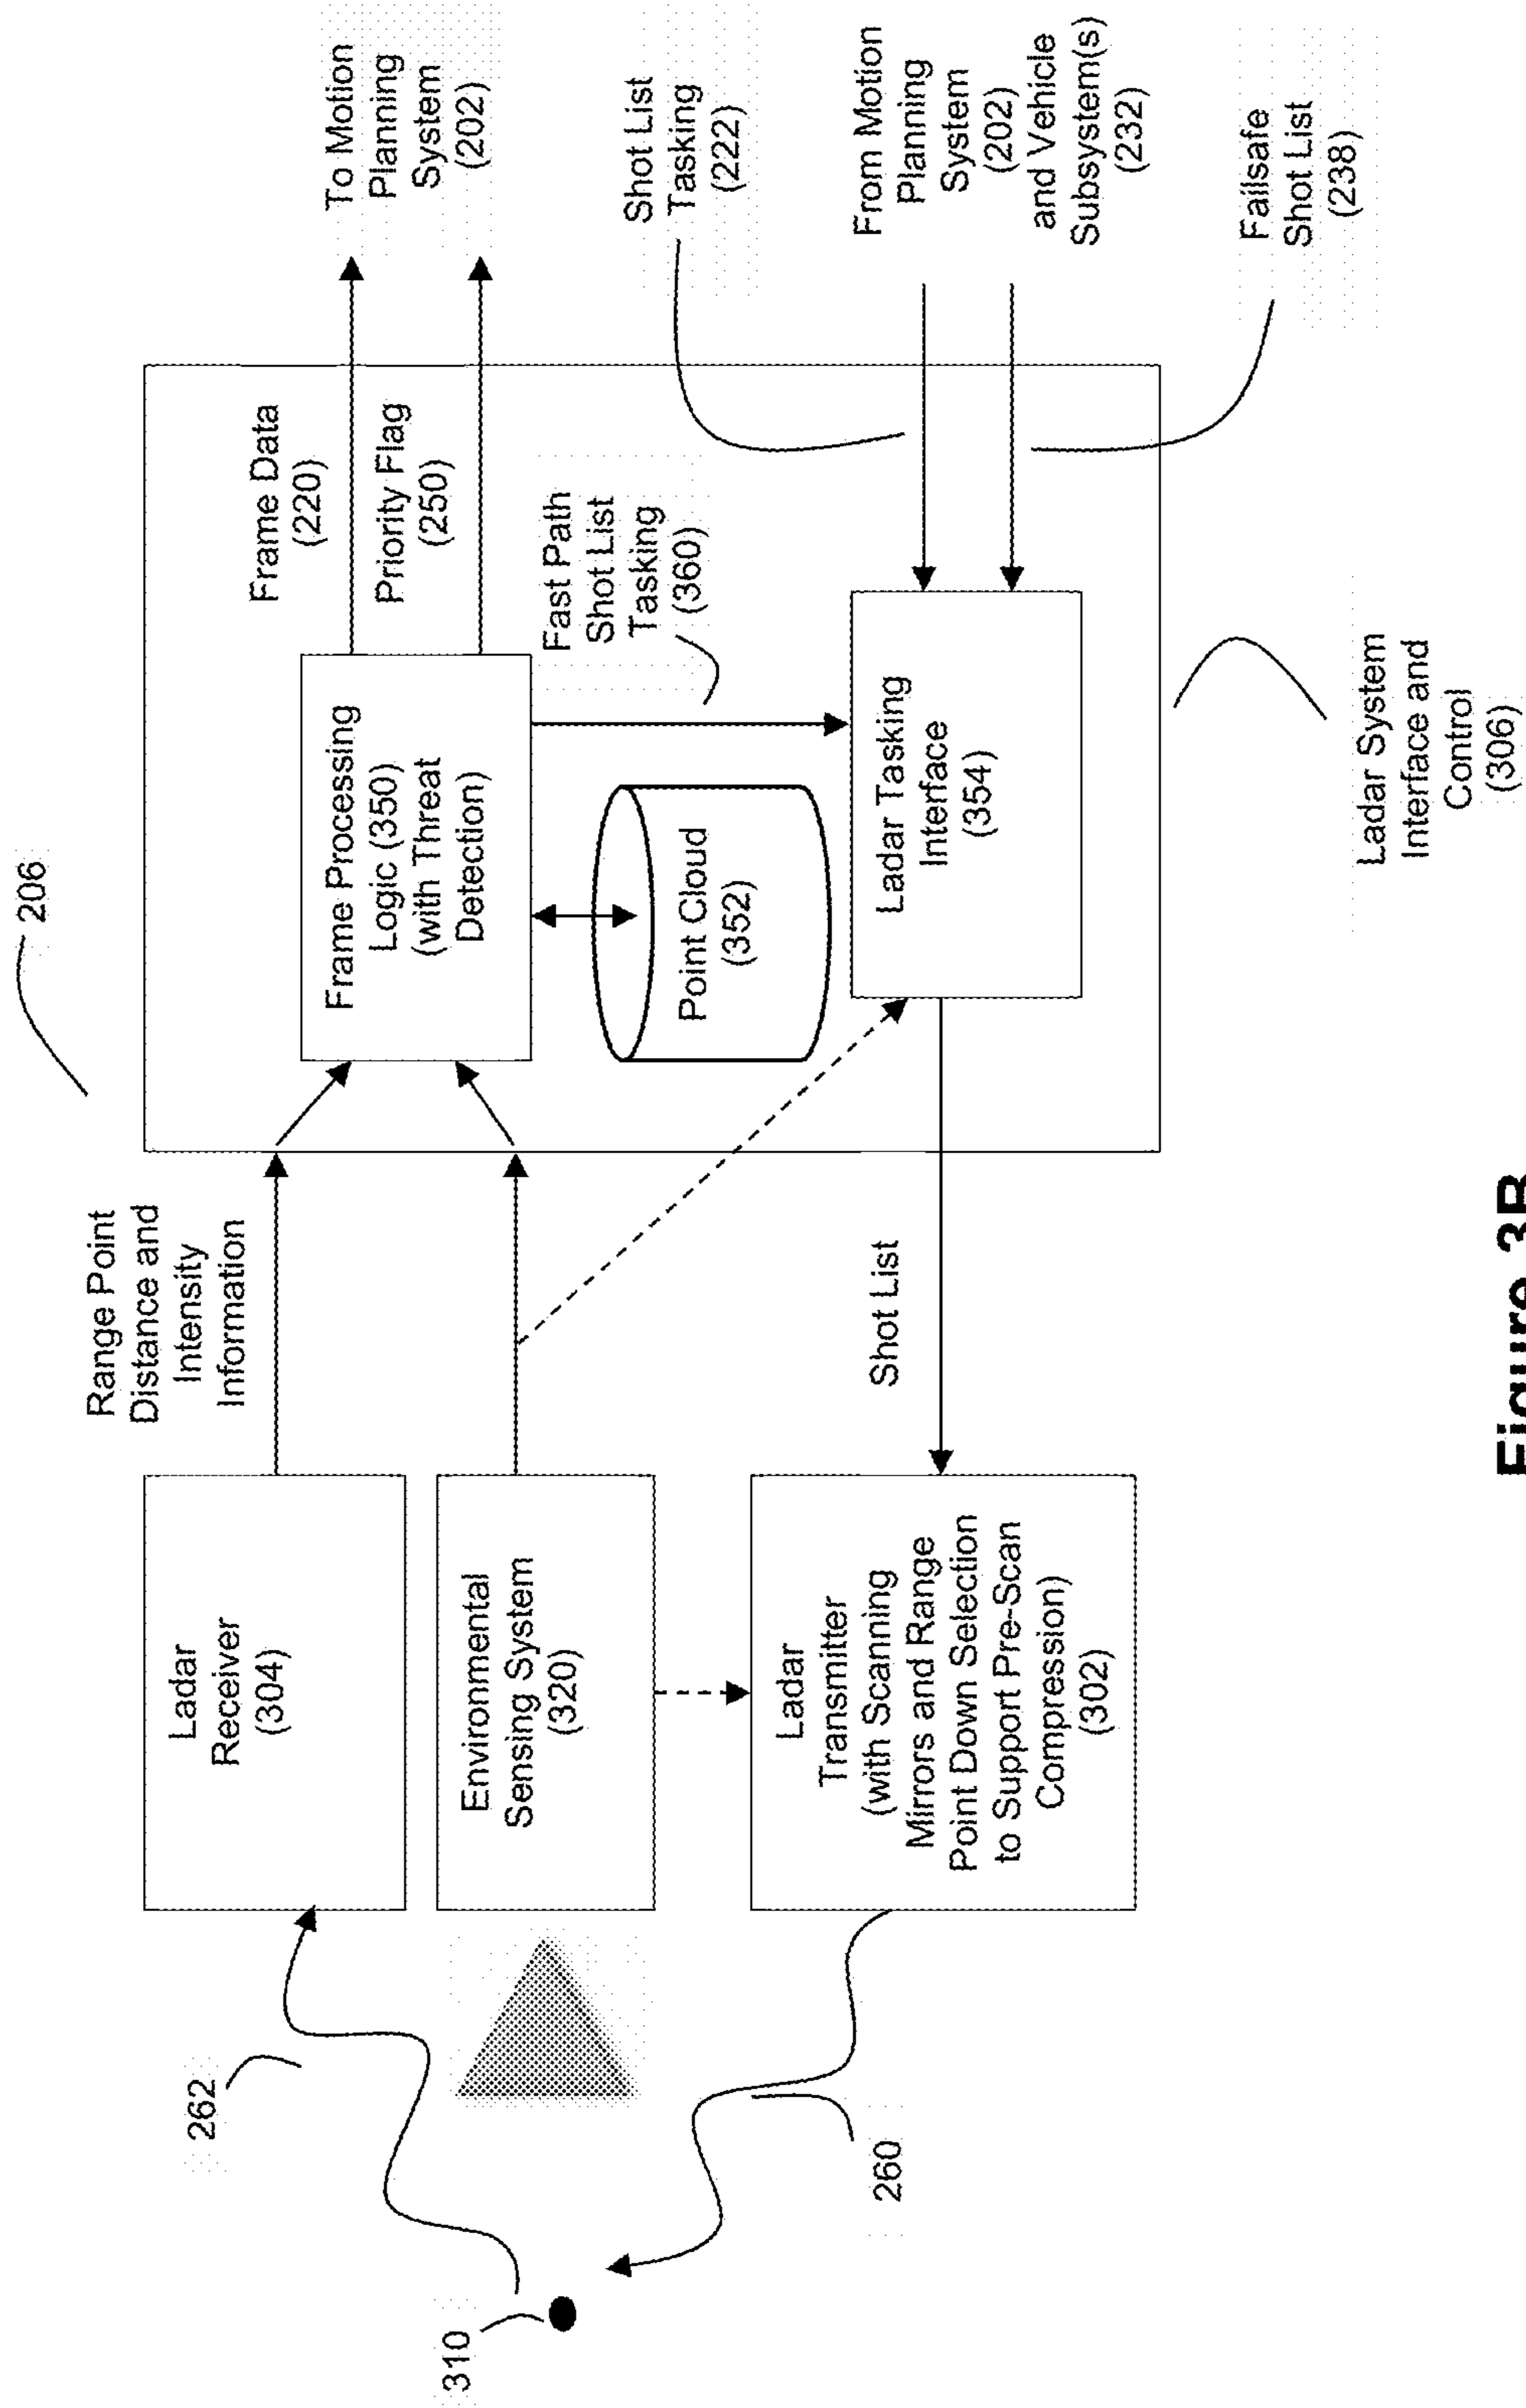 206
Range Point
Distance and
Intensity
Information
Frame Data
(220)
Priority Flag
(250)
To Motion
Planning
System
(202)
262
Ladar
Receiver
(304)
Frame Processing
Logic (350)
(with Threat
Detection)
Fast Path
Shot List
Tasking
(360)
Shot List
Tasking
(222)
310
Environmental
Sensing System
(320)
Point Cloud
(352)
From Motion
Planning
System
(202)
and Vehicle
Subsystem(s)
(232)
260
Ladar
Transmitter
(with Scanning
Mirrors and Range
Point Down Selection
to Support Pre-Scan
Compression)
(302)
Shot List
Ladar Tasking
Interface
(354)
Failsafe
Shot List
(238)
Ladar System
Interface and
Control
(306)
Figure 3B